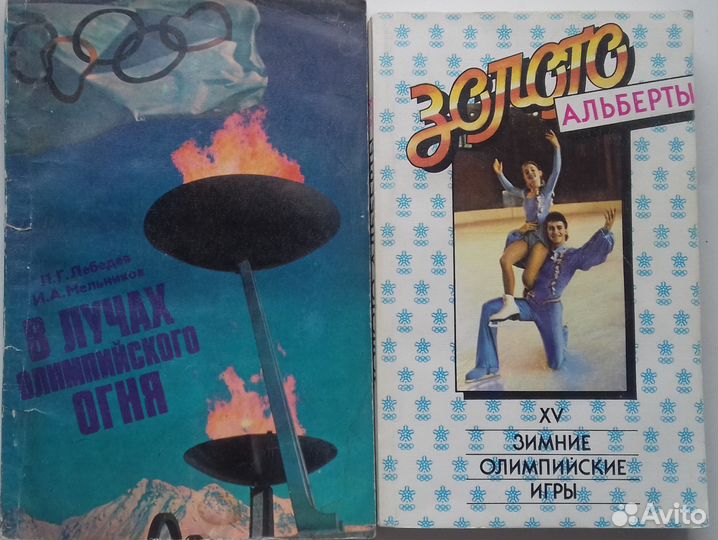 Л.Г.Лебедев
И.А.Мельников
В ЛУЧАХ
ОЛИМПИЙСКОГО
ОГНЯ
золото
АЛЬБЕРТЫ
XV
ЗИМНИЕ
ОЛИМПИЙСКИЕ
ИГРЫ
Avito